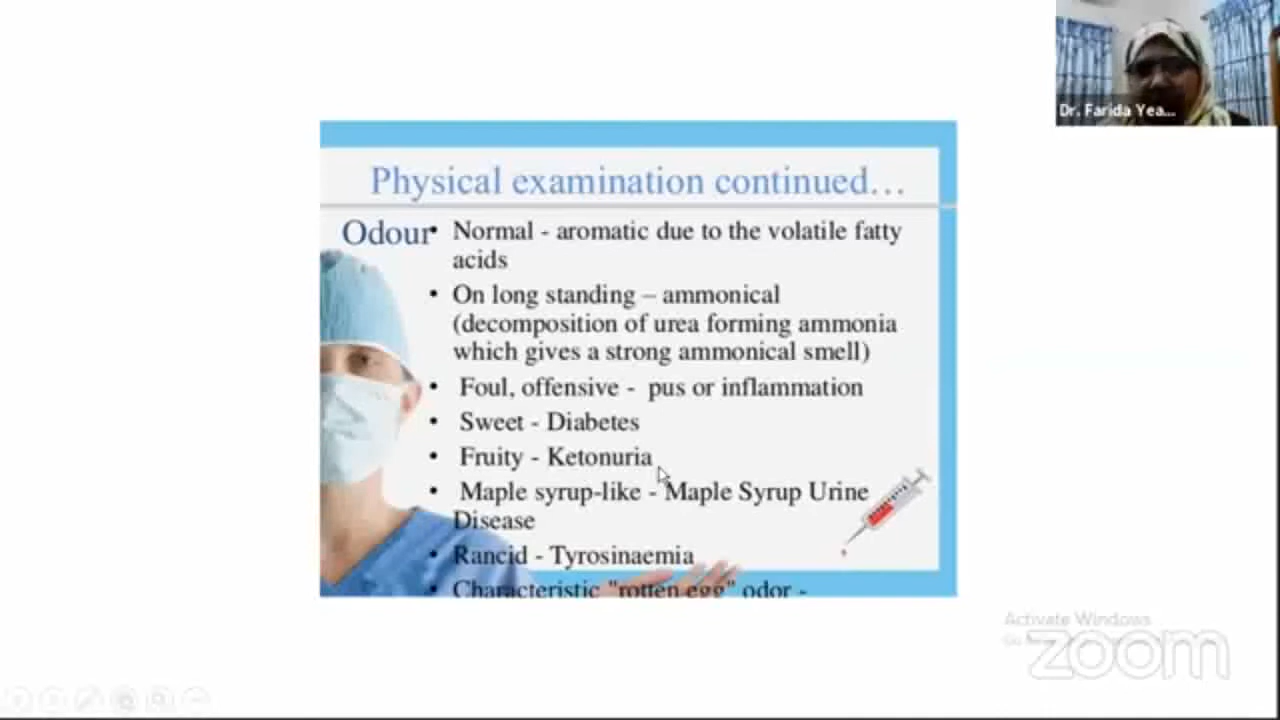 Dr. Farida Yea...
Physical examination continued...
Odour
• Normal - aromatic due to the volatile fatty
acids
• On long standing – ammonical
(decomposition of urea forming ammonia
which gives a strong ammonical smell)
• Foul, offensive - pus or inflammation
• Sweet - Diabetes
• Fruity - Ketonuria
• Maple syrup-like - Maple Syrup Urine
Disease
• Rancid - Tyrosinaemia
• Characteristic "rotten egg" odor -
Activate Windows
zoom